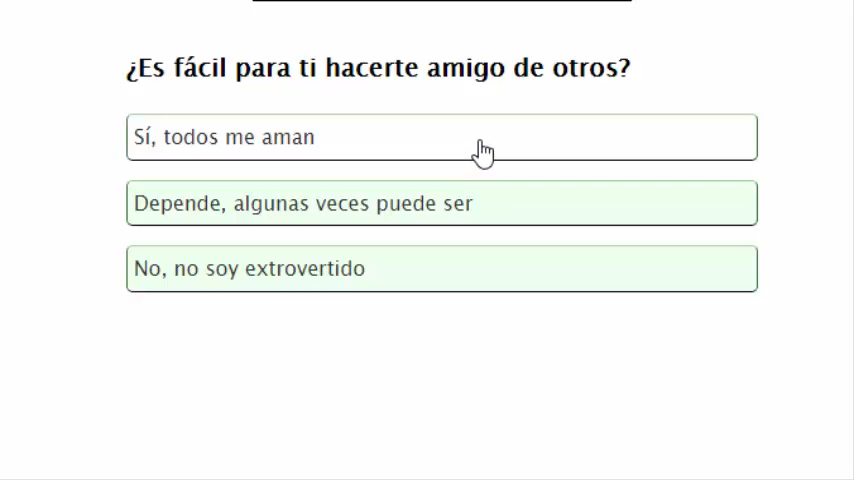 ¿Es fácil para ti hacerte amigo de otros?
Sí, todos me aman
Depende, algunas veces puede ser
No, no soy extrovertido